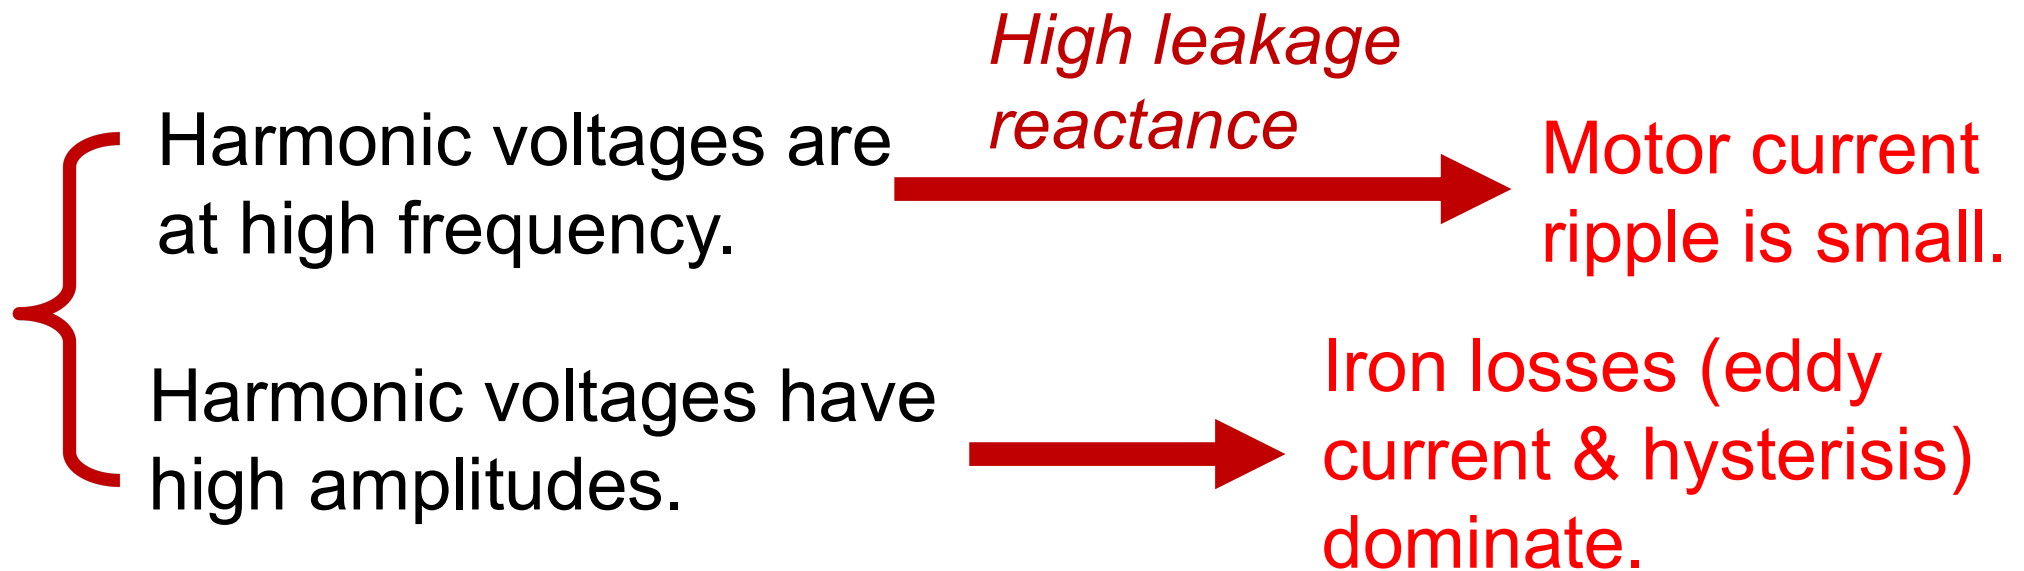 High leakage
reactance
Harmonic voltages are
at high frequency.
Motor current
ripple is small.
Harmonic voltages have
high amplitudes.
Iron losses (eddy
current & hysterisis)
dominate.